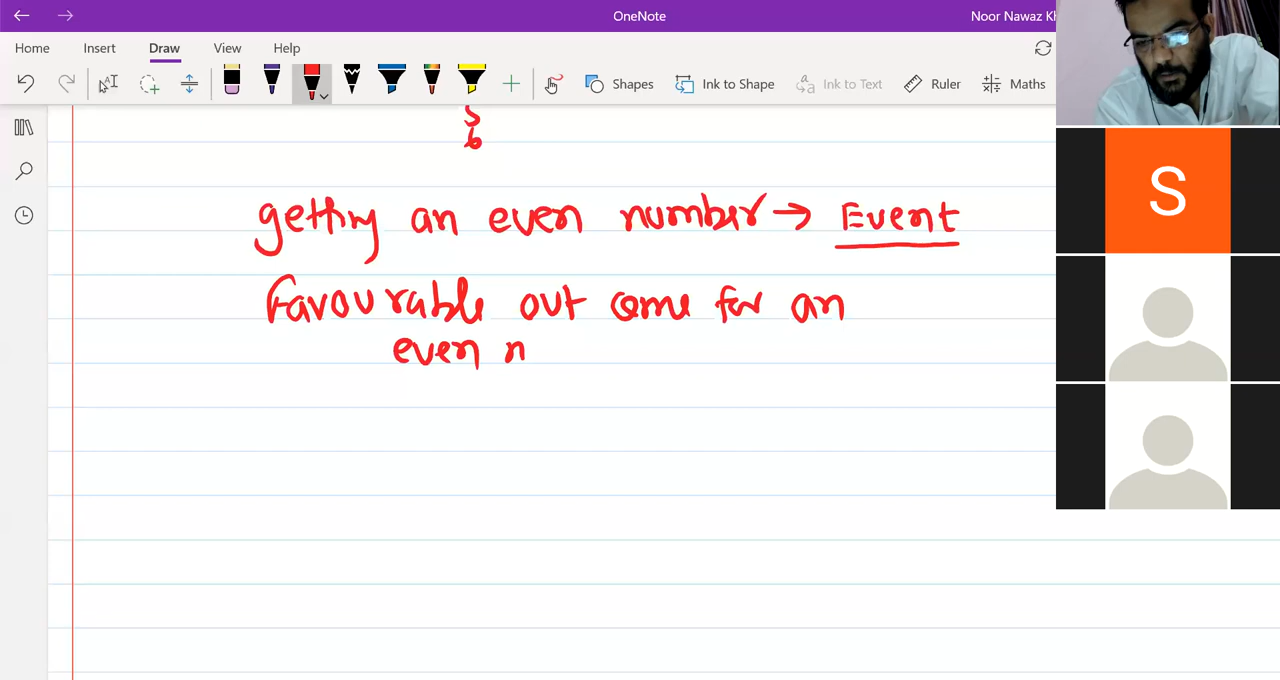 OneNote
Noor Nawaz Kh
Home Insert Draw View Help
Shapes Ink to Shape Ink to Text Ruler Maths
5
6
getting an even number → Event
Favourable out come for an
even n
S